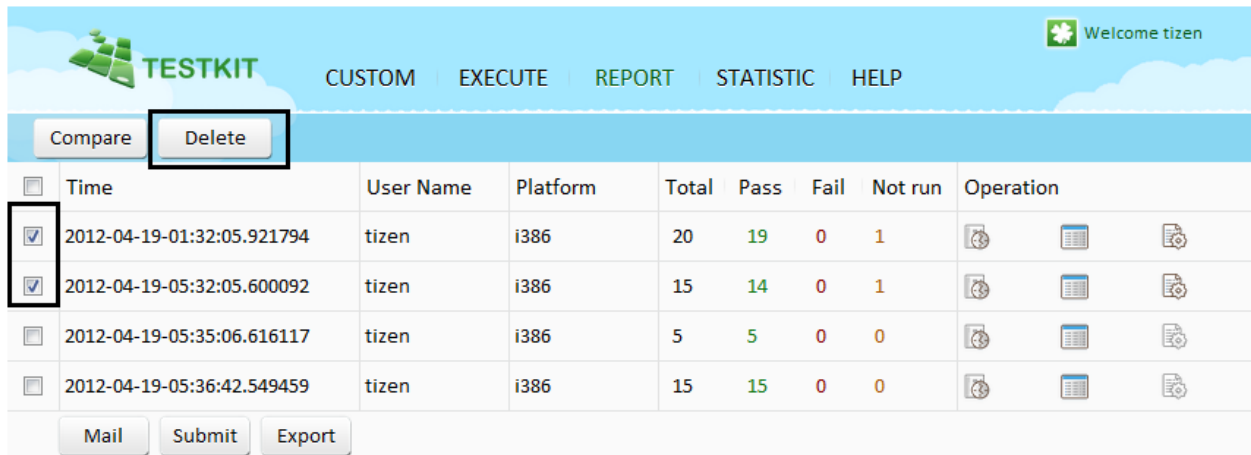 Welcome tizen
TESTKIT
CUSTOM EXECUTE REPORT STATISTIC HELP
Compare Delete
Time User Name Platform Total Pass Fail Not run Operation
2012-04-19-01:32:05.921794 tizen i386 20 19 0 1
2012-04-19-05:32:05.600092 tizen i386 15 14 0 1
2012-04-19-05:35:06.616117 tizen i386 5 5 0 0
2012-04-19-05:36:42.549459 tizen i386 15 15 0 0
Mail Submit Export